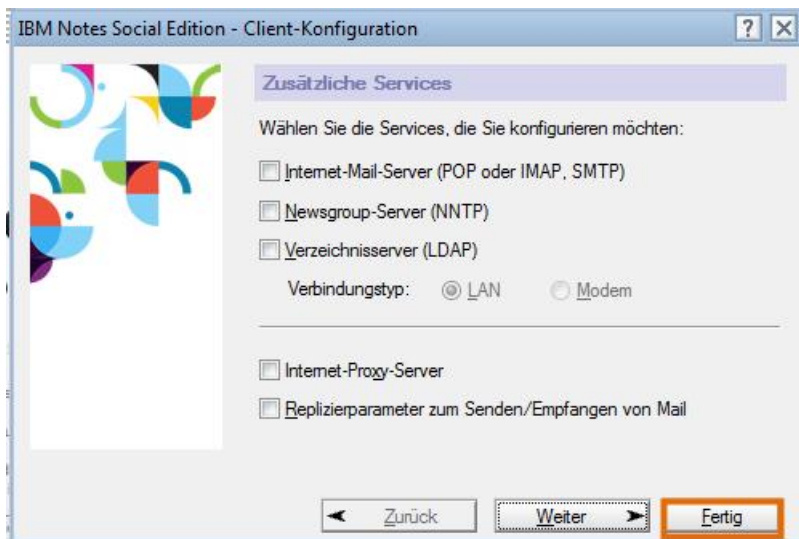 IBM Notes Social Edition - Client-Konfiguration
Zusätzliche Services
Wählen Sie die Services, die Sie konfigurieren möchten:
Internet-Mail-Server (POP oder IMAP, SMTP)
Newsgroup-Server (NNTP)
Verzeichnisserver (LDAP)
Verbindungstyp: LAN Modem
Internet-Proxy-Server
Replizierparameter zum Senden/Empfangen von Mail
Zurück Weiter Fertig